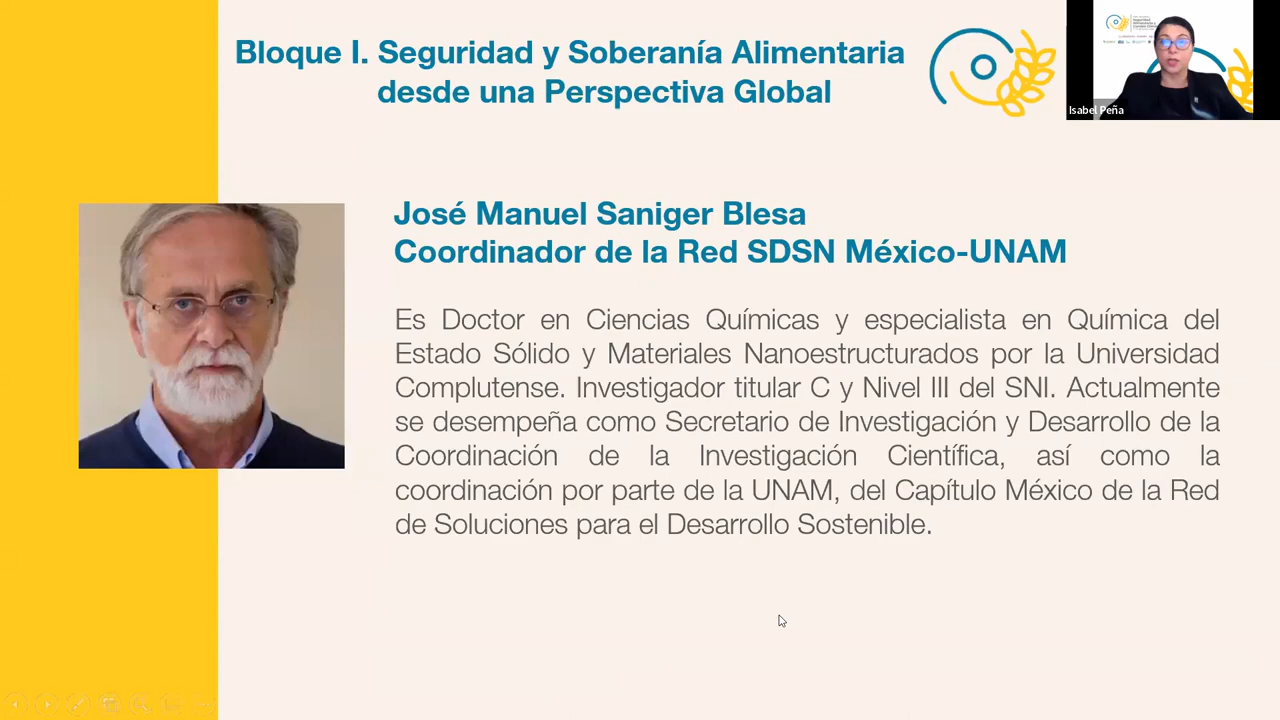 Bloque I. Seguridad y Soberanía Alimentaria
desde una Perspectiva Global
Isabel Peña
José Manuel Saniger Blesa
Coordinador de la Red SDSN México-UNAM
Es Doctor en Ciencias Químicas y especialista en Química del
Estado Sólido y Materiales Nanoestructurados por la Universidad
Complutense. Investigador titular C y Nivel III del SNI. Actualmente
se desempeña como Secretario de Investigación y Desarrollo de la
Coordinación de la Investigación Científica, así como la
coordinación por parte de la UNAM, del Capítulo México de la Red
de Soluciones para el Desarrollo Sostenible.